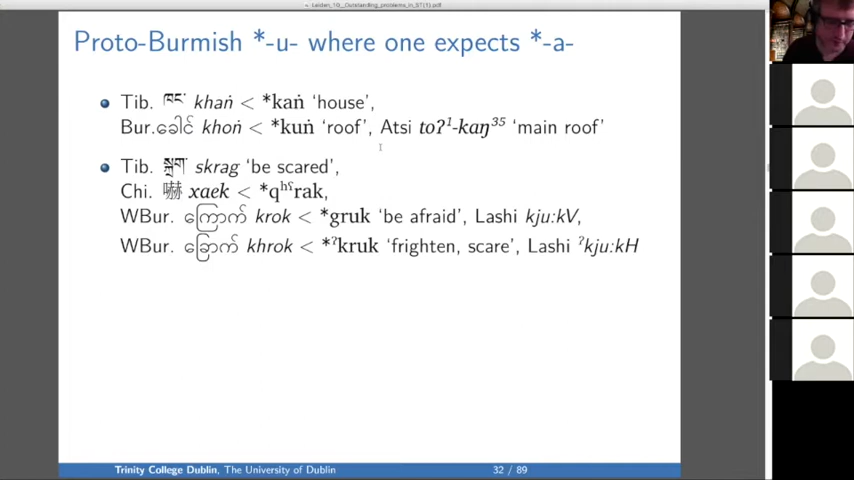 Leiden_10__Outstanding_problems_in_ST(1).pdf
Proto-Burmish *-u- where one expects *-a-
Tib. ཁང་ khaṅ < *kaṅ ‘house’,
Bur.ခေါင် khoṅ < *kuṅ ‘roof’, Atsi toʔ¹-kaŋ³⁵ ‘main roof’
Tib. སྐྲག་ skrag ‘be scared’,
Chi. 嚇 xaek < *qʰˤrak,
WBur. ကြောက် krok < *gruk ‘be afraid’, Lashi kju:kV,
WBur. ခြောက် khrok < *ˀkruk ‘frighten, scare’, Lashi ˀkju:kH
Trinity College Dublin, The University of Dublin
32 / 89